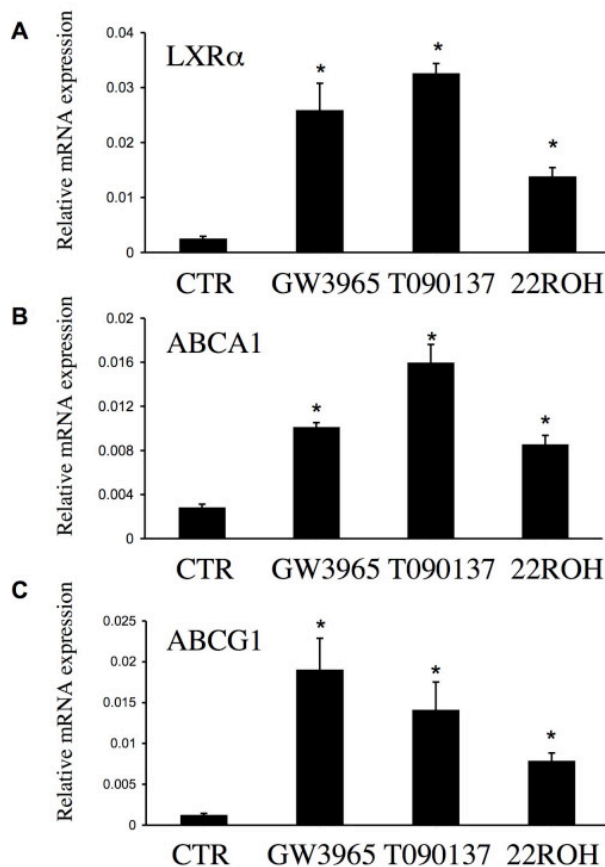 A
LXRα
Relative mRNA expression
0.04
0.03
0.02
0.01
0
*
*
*
CTR GW3965 T090137 22ROH
B
ABCA1
Relative mRNA expression
0.02
0.016
0.012
0.008
0.004
0
*
*
*
CTR GW3965 T090137 22ROH
C
ABCG1
Relative mRNA expression
0.025
0.02
0.015
0.01
0.005
0
*
*
*
CTR GW3965 T090137 22ROH